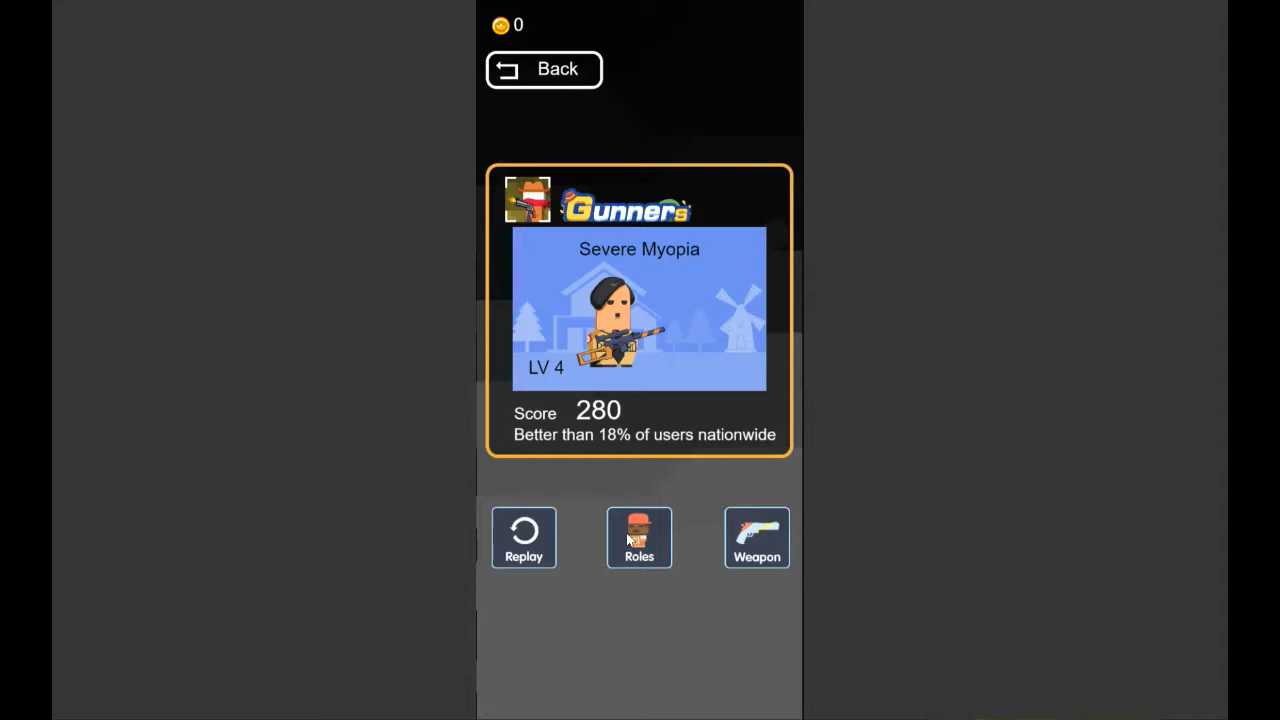 0
Back
Gunners
Severe Myopia
LV 4
Score 280
Better than 18% of users nationwide
Replay
Roles
Weapon